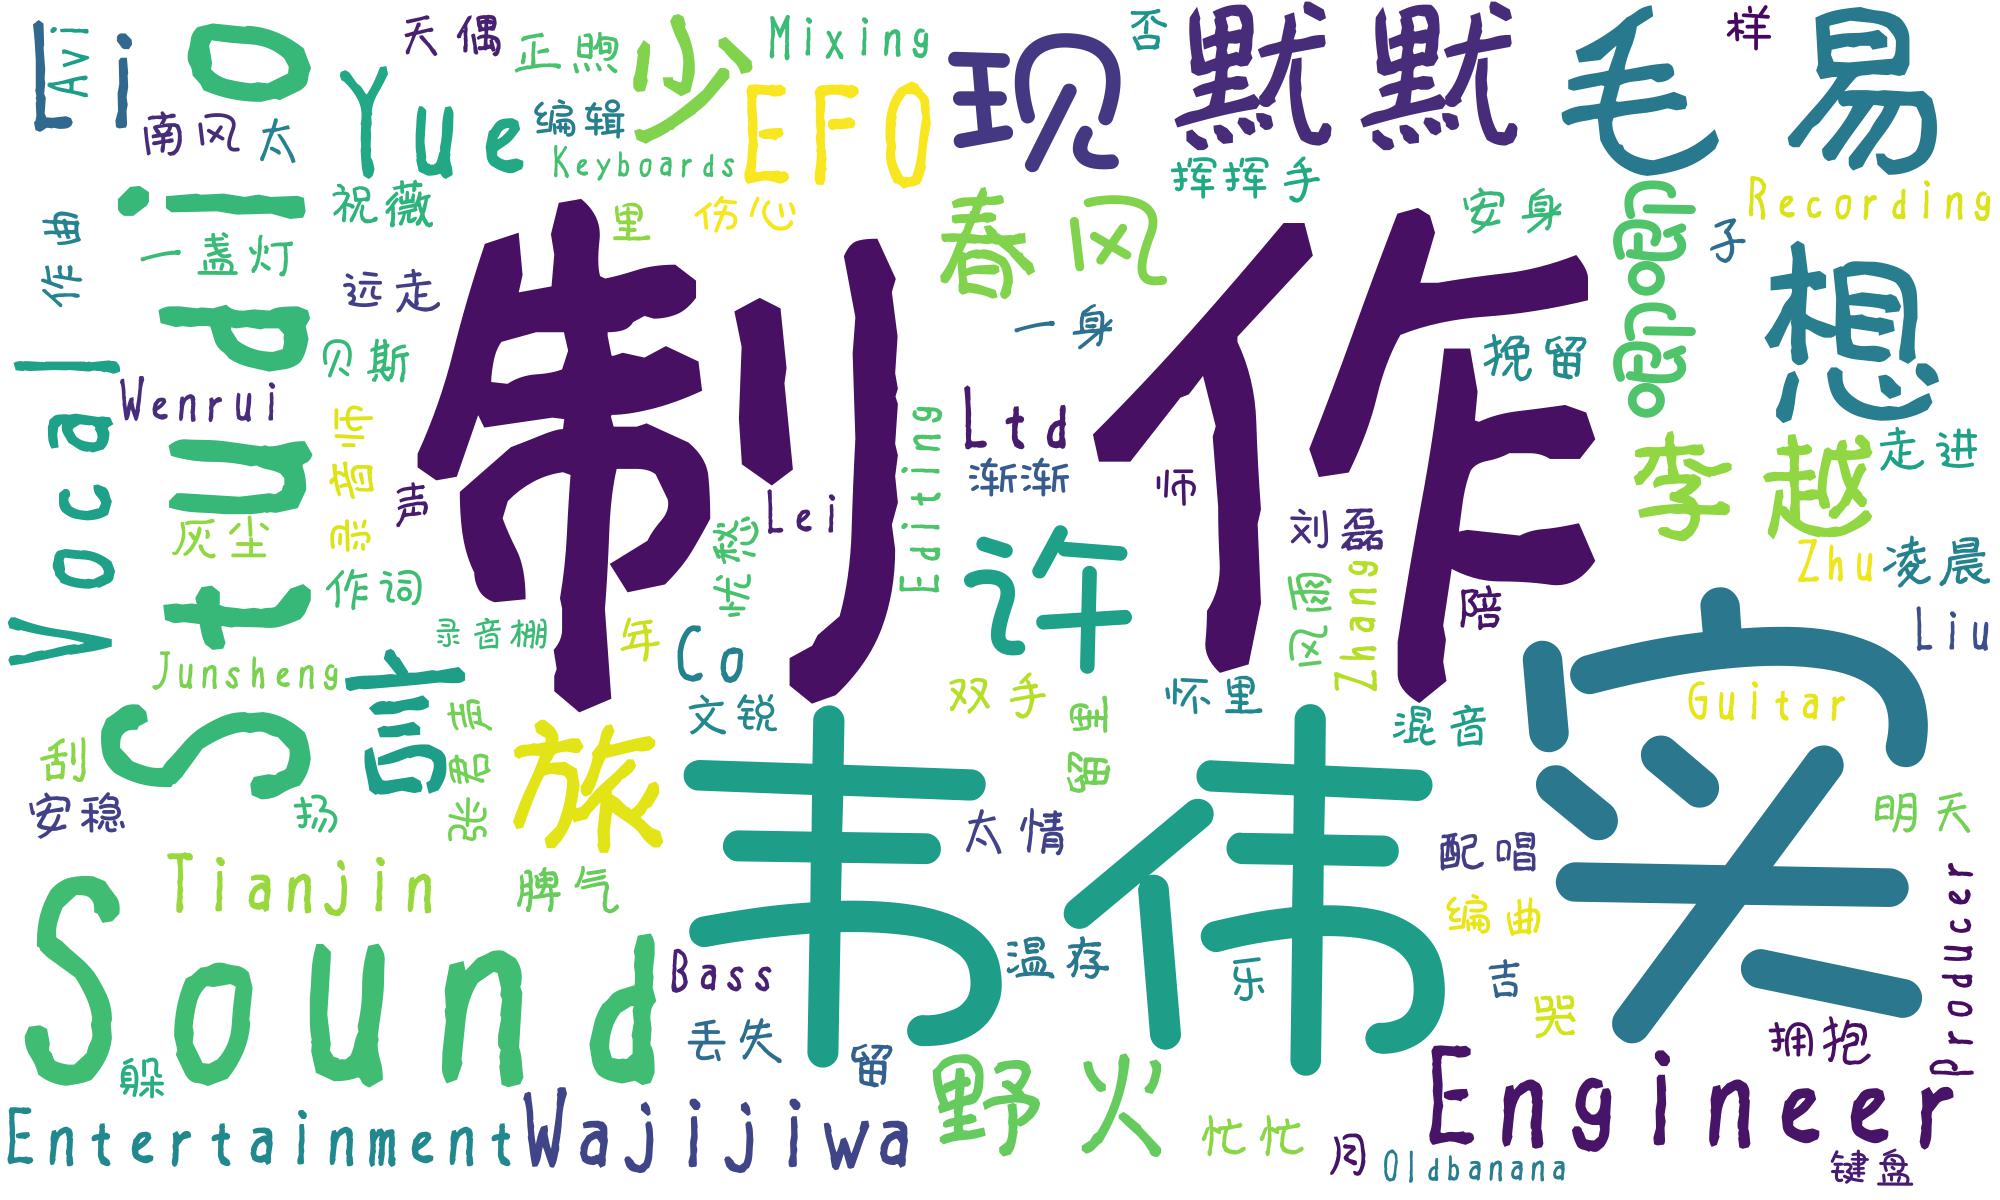 Li
Avi
o
天偶
正煦
少
Mixing
现
否
默默
毛
样
易
南风
太
Yue
编辑
Keyboards
EFO
挥挥手
安身
Recording
祝薇
里
伤心
春风
子
想
作曲
一盏灯
远走
制作
一身
Studi
贝斯
挽留
Vocal
Wenrui
录音师
声
Lei
Editing
Ltd
渐渐
师
李越
走进
灰尘
作词
忧愁
许
刘磊
风雨
Zhang
陪
Zhu
凌晨
录音棚
年
Co
Liu
Junsheng
言
文锐
双手
留里
怀里
混音
实
Guitar
刮
安稳
扬
旅
韦伟
太情
配唱
明天
Tianjin
脾气
编曲
Sound
Bass
温存
乐
吉
哭
Producer
丢失
留
躲
拥抱
野火
Engineer
Entertainment
Wajijiwa
忙忙
Oldbanana
键盘